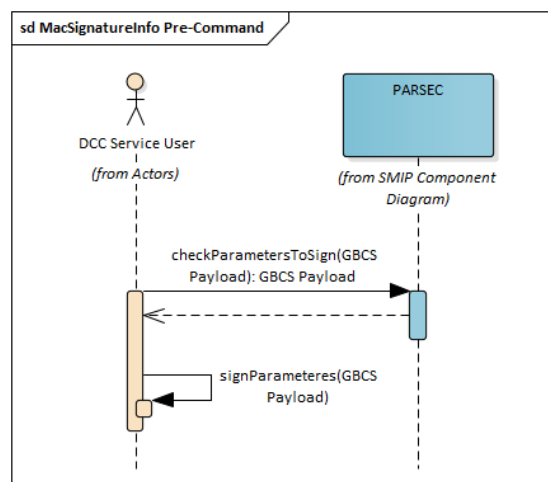 sd MacSignatureInfo Pre-Command
PARSEC
DCC Service User
(from Actors)
(from SMIP Component
Diagram)
checkParametersToSign(GBCS
Payload): GBCS Payload
signParameteres(GBCS
Payload)